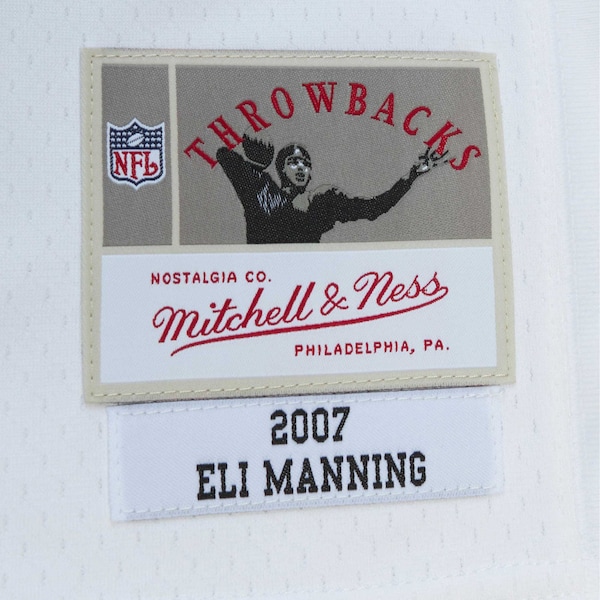 THROWBACKS
NFL
NOSTALGIA CO.
Mitchell & Ness
PHILADELPHIA, PA.
2007
ELI MANNING